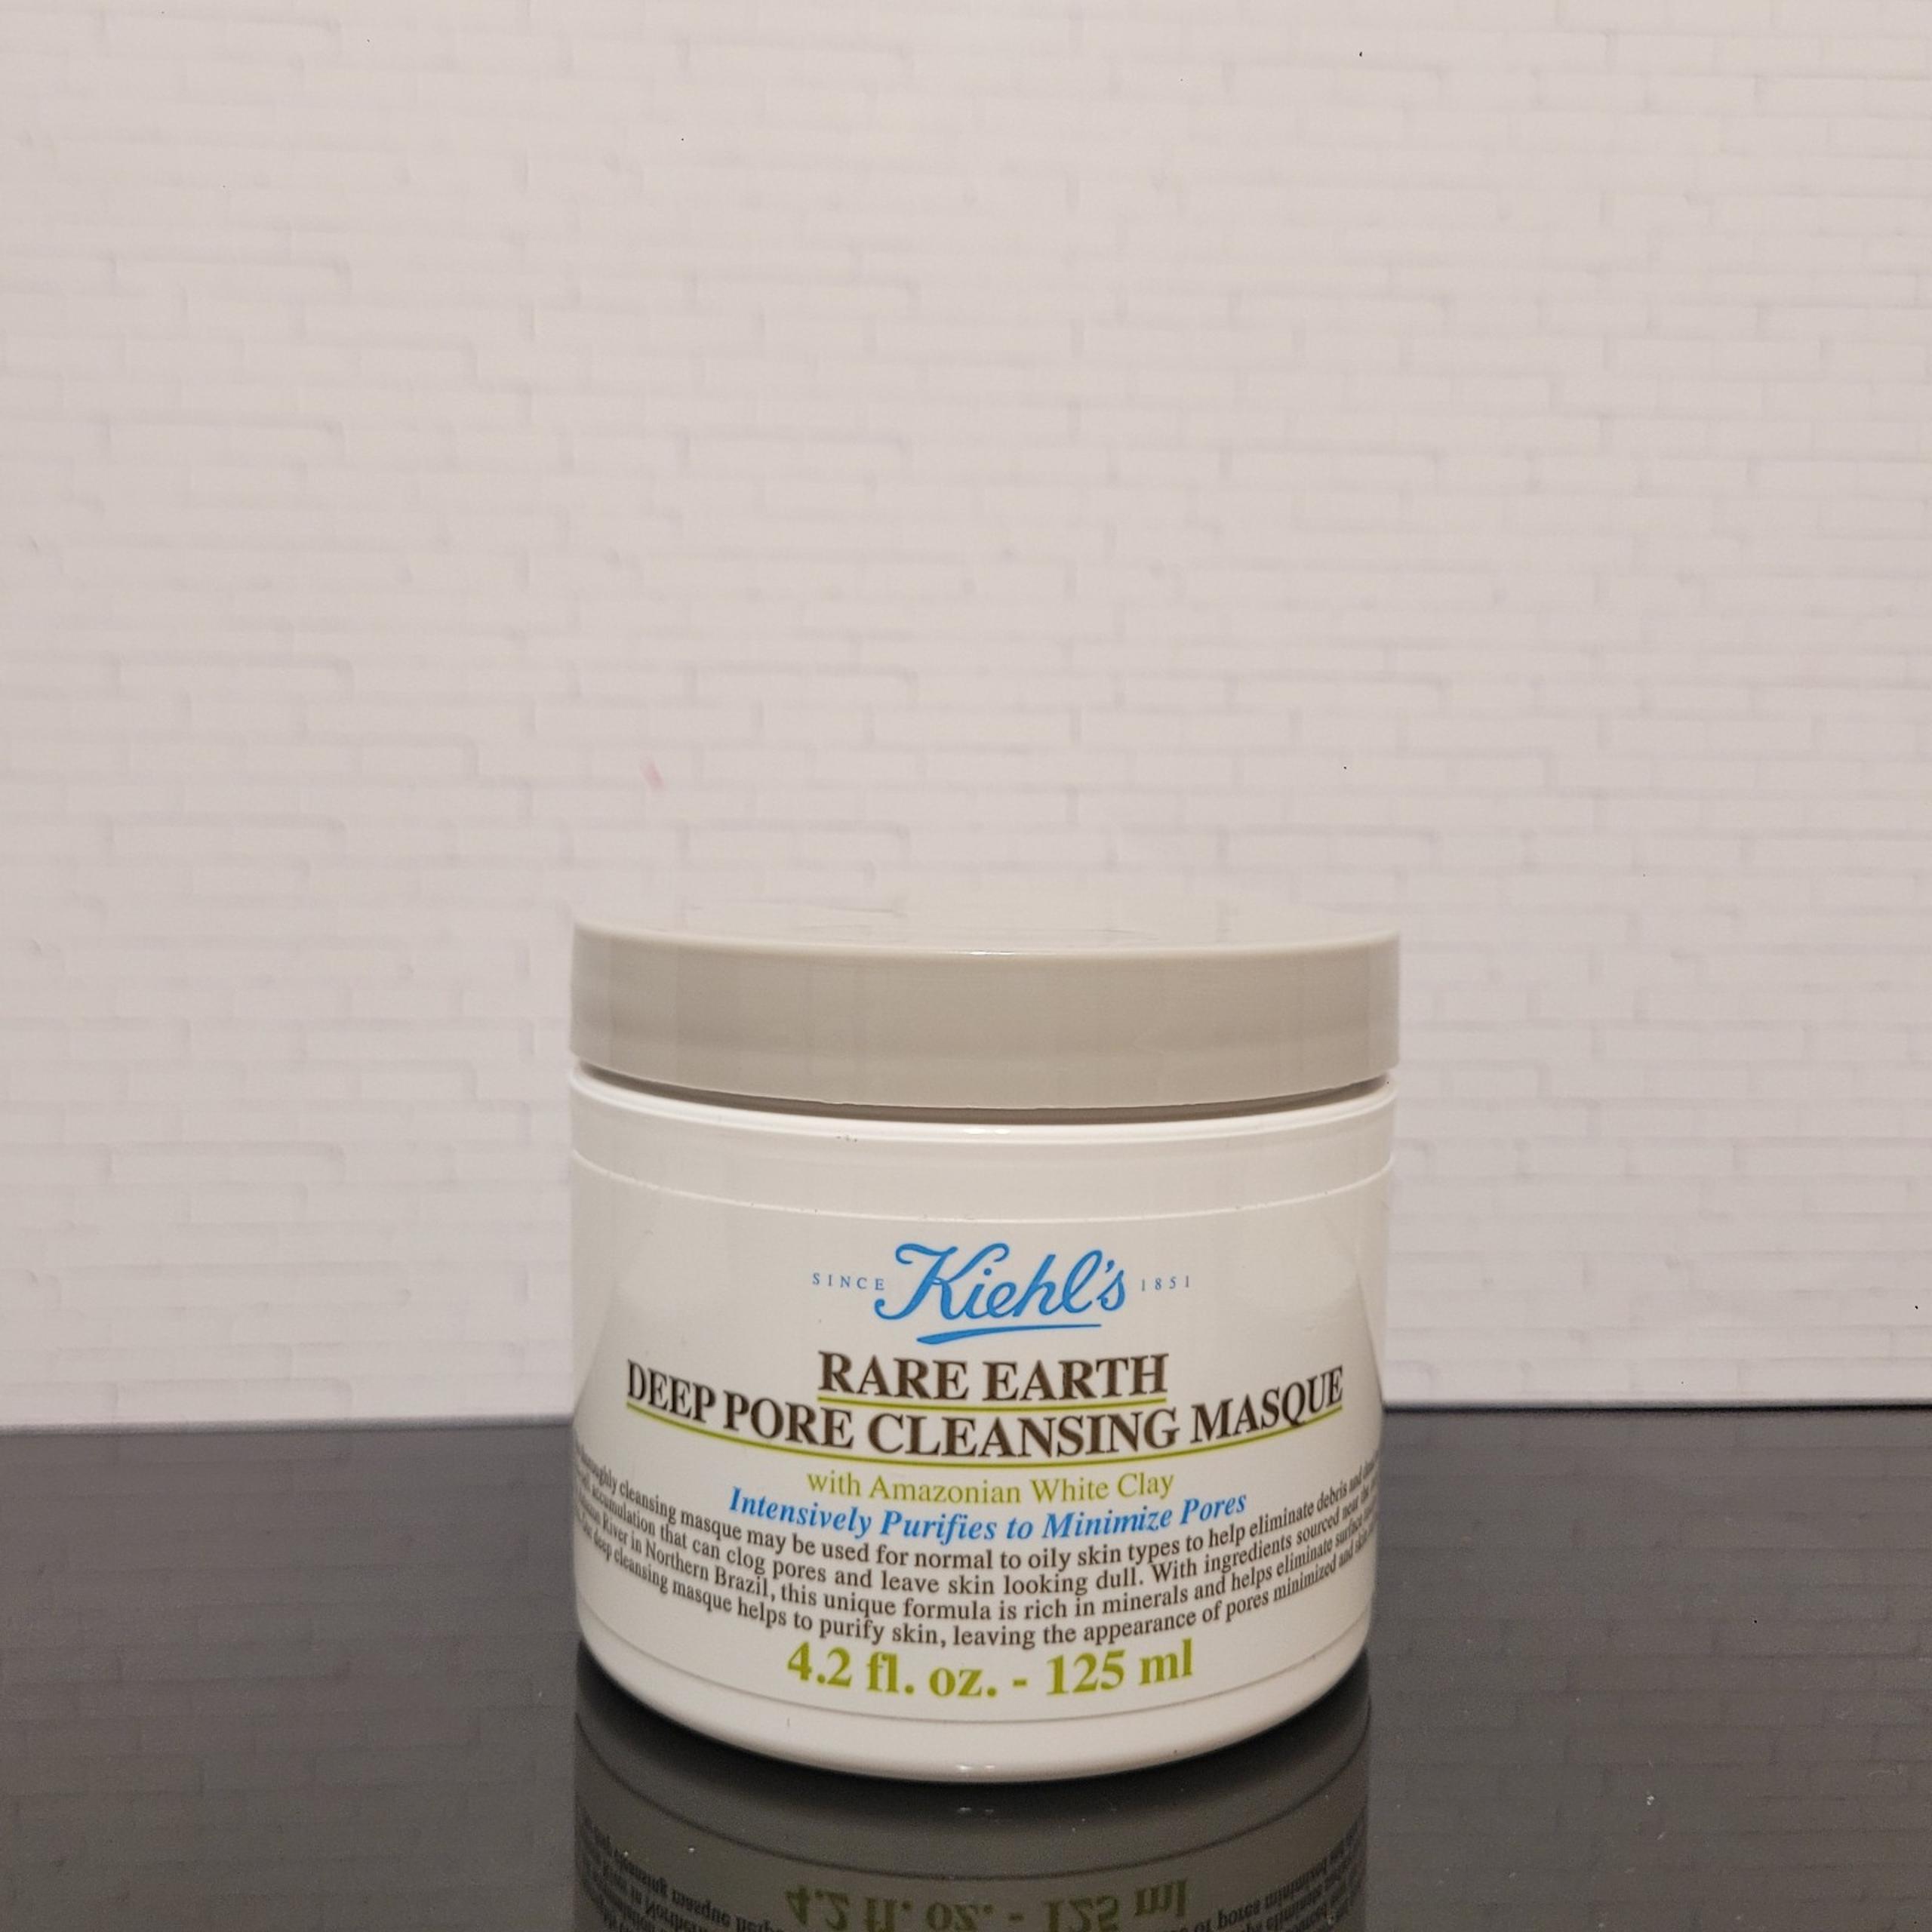 SINCE Kiehl's 1851
RARE EARTH
DEEP PORE CLEANSING MASQUE
with Amazonian White Clay
Intensively Purifies to Minimize Pores
cleansing masque may be used for normal to oily skin types to help eliminate debris and
accumulation that can clog pores and leave skin looking dull. With ingredients sourced near the
River in Northern Brazil, this unique formula is rich in minerals and helps eliminate surface
deep cleansing masque helps to purify skin, leaving the appearance of pores minimized and
4.2 fl. oz. - 125 ml